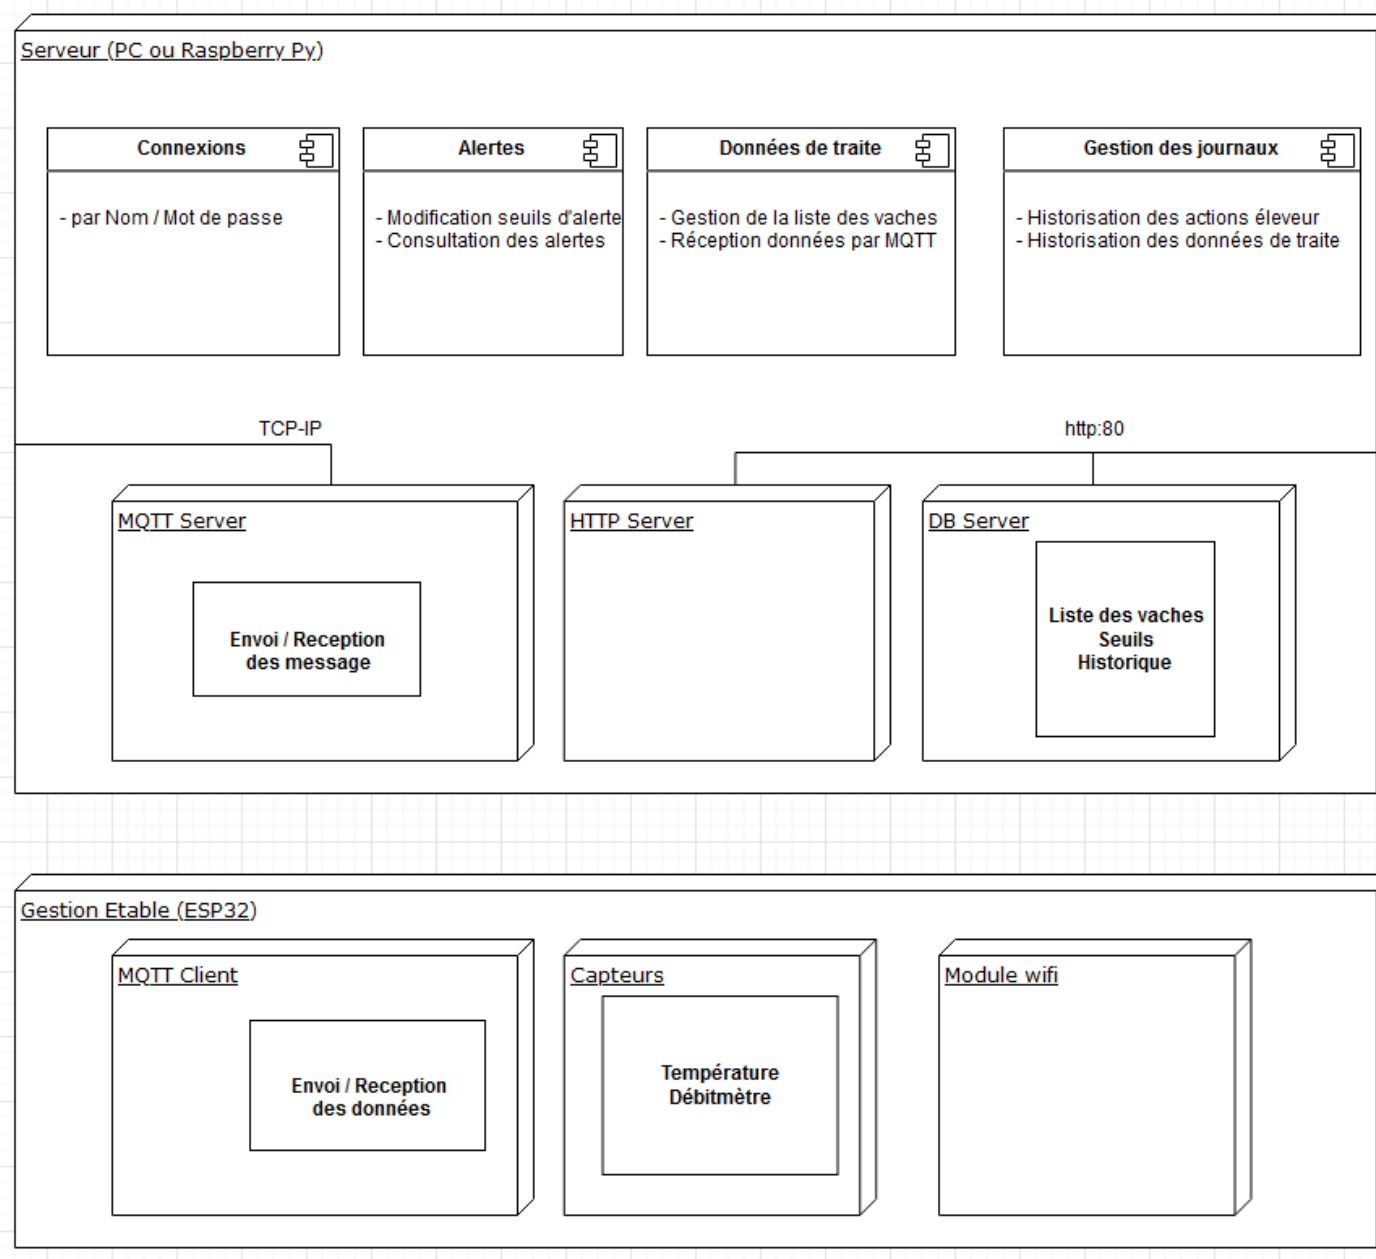 Serveur (PC ou Raspberry Py)
Connexions
- par Nom / Mot de passe
Alertes
- Modification seuils d'alerte
- Consultation des alertes
Données de traite
- Gestion de la liste des vaches
- Réception données par MQTT
Gestion des journaux
- Historisation des actions éleveur
- Historisation des données de traite
TCP-IP
http:80
MQTT Server
Envoi / Reception
des message
HTTP Server
DB Server
Liste des vaches
Seuils
Historique
Gestion Etable (ESP32)
MQTT Client
Envoi / Reception
des données
Capteurs
Température
Débitmètre
Module wifi